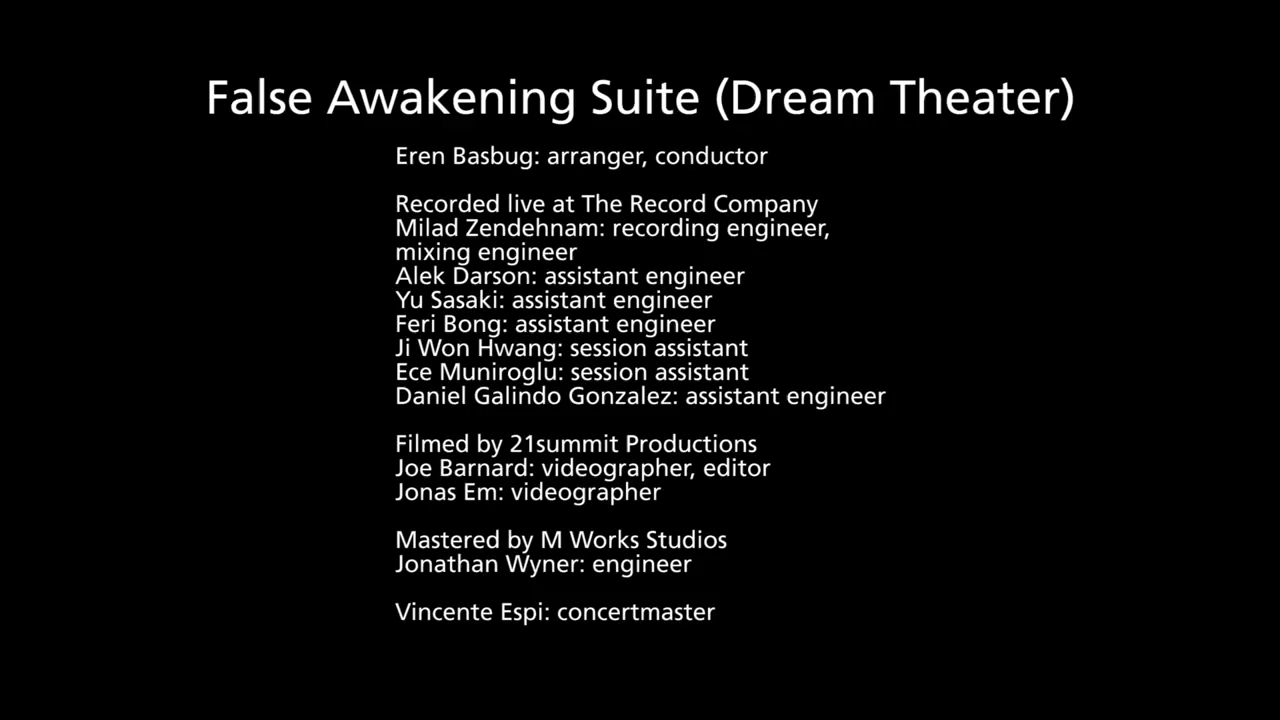 False Awakening Suite (Dream Theater)
Eren Basbug: arranger, conductor
Recorded live at The Record Company
Milad Zendehnam: recording engineer,
mixing engineer
Alek Darson: assistant engineer
Yu Sasaki: assistant engineer
Feri Bong: assistant engineer
Ji Won Hwang: session assistant
Ece Muniroglu: session assistant
Daniel Galindo Gonzalez: assistant engineer
Filmed by 21summit Productions
Joe Barnard: videographer, editor
Jonas Em: videographer
Mastered by M Works Studios
Jonathan Wyner: engineer
Vincente Espi: concertmaster